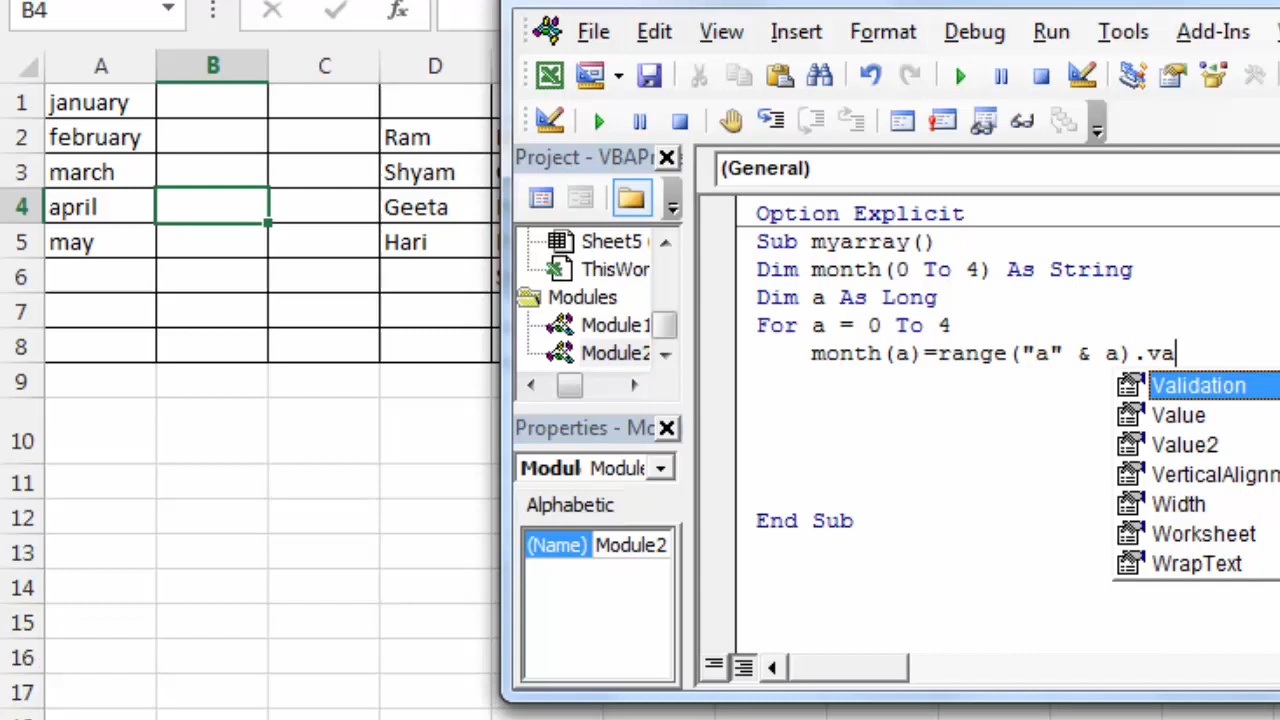 B4
fx
A B C D
1 january
2 february Ram
3 march Shyam
4 april Geeta
5 may Hari
6
7
8
9
10
11
12
13
14
15
16
17
File Edit View Insert Format Debug Run Tools Add-Ins
Project - VBAPr
Sheet5
ThisWor
Modules
Module1
Module2
Properties - Mo
Modul Module
Alphabetic
(Name) Module2
(General)
Option Explicit
Sub myarray()
Dim month(0 To 4) As String
Dim a As Long
For a = 0 To 4
month(a)=range("a" & a).va
Validation
Value
Value2
VerticalAlignm
Width
Worksheet
WrapText
End Sub